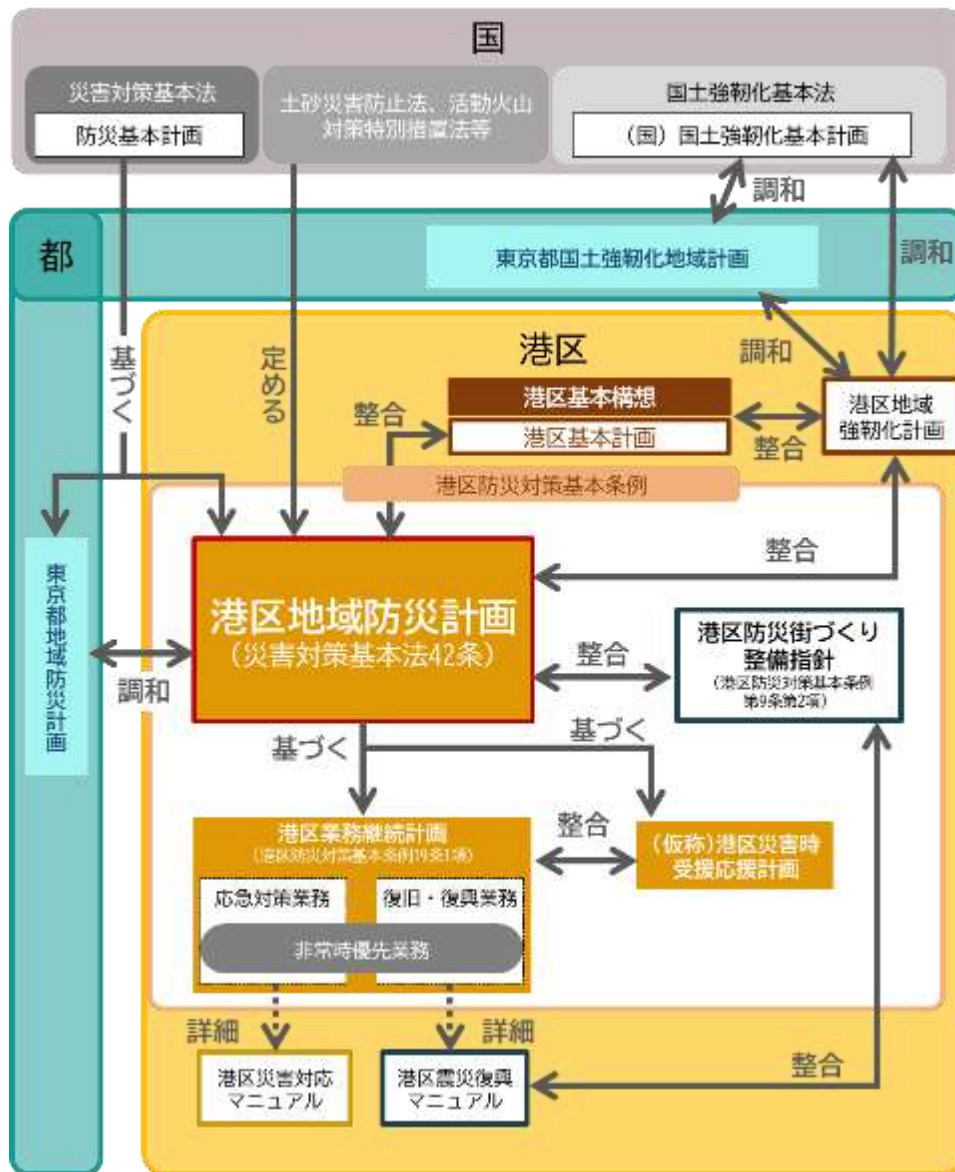 国
災害対策基本法
防災基本計画
土砂災害防止法、活動火山
対策特別措置法等
国土強靭化基本法
（国）国土強靭化基本計画
調和
調和
都
東京都国土強靭化地域計画
基づく
定める
港区
調和
整合
港区基本構想
港区基本計画
整合
港区地域
強靭化計画
港区防災対策基本条例
整合
東京都地域防災計画
調和
港区地域防災計画
（災害対策基本法42条）
整合
港区防災街づくり
整備指針
（港区防災対策基本条例
第9条第2項）
基づく
基づく
港区業務継続計画
（港区防災対策基本条例19条1項）
整合
（仮称）港区災害時
受援応援計画
応急対策業務
復旧・復興業務
非常時優先業務
詳細
詳細
港区災害対応
マニュアル
港区震災復興
マニュアル
整合